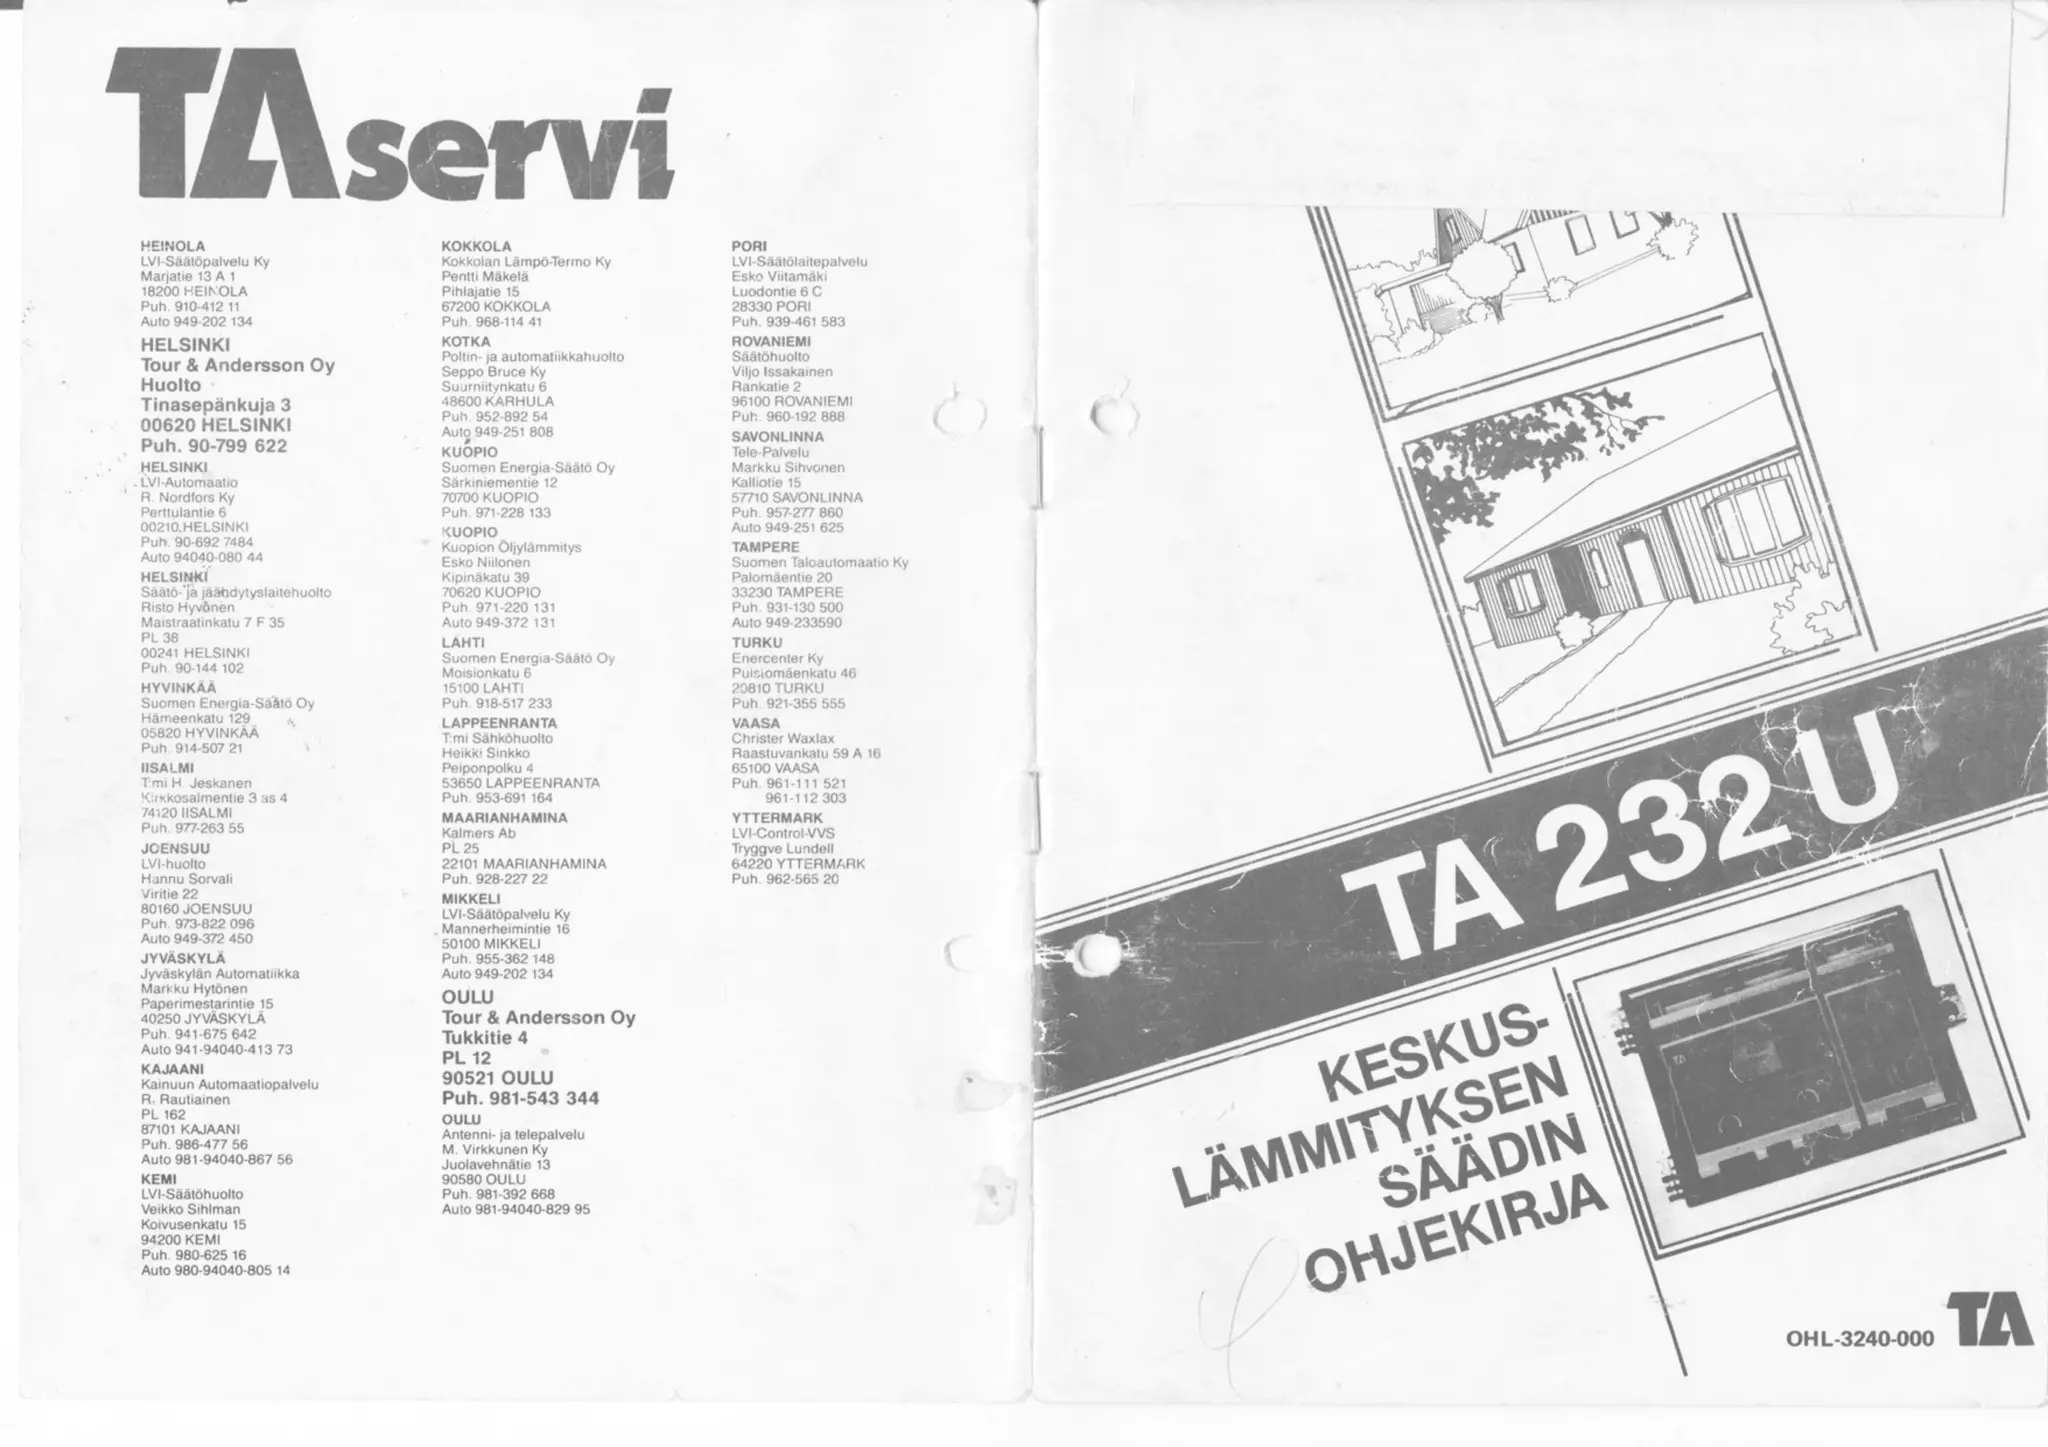 TAservi
HEINOLA
LVI-Säätöpalvelu Ky
Marjatie 13 A 1
18200 HEINOLA
Puh. 910-412 11
Auto 949-202 134
HELSINKI
Tour & Andersson Oy
Huolto
Tinasepänkuja 3
00620 HELSINKI
Puh. 90-799 622
HELSINKI
LVI-Automaatio
R. Nordfors Ky
Perttulantie 6
00210 HELSINKI
Puh. 90-692 7484
Auto 94040-080 44
HELSINKI
Säätö- ja jäähdytyslaitehuolto
Risto Hyvönen
Maistraatinkatu 7 F 35
PL 38
00241 HELSINKI
Puh. 90-144 102
HYVINKÄÄ
Suomen Energia-Säätö Oy
Hämeenkatu 129
05820 HYVINKÄÄ
Puh. 914-507 21
IISALMI
T:mi H. Jeskanen
Kirkkosalmentie 3 as 4
74120 IISALMI
Puh. 977-263 55
JOENSUU
LVI-huolto
Hannu Sorvali
Viritie 22
80160 JOENSUU
Puh. 973-822 096
Auto 949-372 450
JYVÄSKYLÄ
Jyväskylän Automatiikka
Markku Hytönen
Paperimestarintie 15
40250 JYVÄSKYLÄ
Puh. 941-675 642
Auto 941-94040-413 73
KAJAANI
Kainuun Automaatiopalvelu
R. Rautiainen
PL 162
87101 KAJAANI
Puh. 986-477 56
Auto 981-94040-867 56
KEMI
LVI-Säätöhuolto
Veikko Sihlman
Koivusenkatu 15
94200 KEMI
Puh. 980-625 16
Auto 980-94040-805 14
KOKKOLA
Kokkolan Lämpö-Termo Ky
Pentti Mäkelä
Pihlajatie 15
67200 KOKKOLA
Puh. 968-114 41
KOTKA
Poltin- ja automatiikkahuolto
Seppo Bruce Ky
Suurniitynkatu 6
48600 KARHULA
Puh. 952-892 54
Auto 949-251 808
KUOPIO
Suomen Energia-Säätö Oy
Särkiniementie 12
70700 KUOPIO
Puh. 971-228 133
KUOPIO
Kuopion Öljylämmitys
Esko Niilonen
Kipinäkatu 39
70620 KUOPIO
Puh. 971-220 131
Auto 949-372 131
LAHTI
Suomen Energia-Säätö Oy
Moisionkatu 6
15100 LAHTI
Puh. 918-517 233
LAPPEENRANTA
T:mi Sähköhuolto
Heikki Sinkko
Peiponpolku 4
53650 LAPPEENRANTA
Puh. 953-691 164
MAARIANHAMINA
Kalmers Ab
PL 25
22101 MAARIANHAMINA
Puh. 928-227 22
MIKKELI
LVI-Säätöpalvelu Ky
Mannerheimintie 16
50100 MIKKELI
Puh. 955-362 148
Auto 949-202 134
OULU
Tour & Andersson Oy
Tukkitie 4
PL 12
90521 OULU
Puh. 981-543 344
OULU
Antenni- ja telepalvelu
M. Virkkunen Ky
Juolavehnätie 13
90580 OULU
Puh. 981-392 668
Auto 981-94040-829 95
PORI
LVI-Säätölaitepalvelu
Esko Viitamäki
Luodontie 6 C
28330 PORI
Puh. 939-461 583
ROVANIEMI
Säätöhuolto
Viljo Issakainen
Rankatie 2
96100 ROVANIEMI
Puh. 960-192 888
SAVONLINNA
Tele-Palvelu
Markku Sihvonen
Kalliotie 15
57710 SAVONLINNA
Puh. 957-277 860
Auto 949-251 625
TAMPERE
Suomen Taloautomaatio Ky
Palomäentie 20
33230 TAMPERE
Puh. 931-130 500
Auto 949-233590
TURKU
Enercenter Ky
Puisiomäenkatu 46
20810 TURKU
Puh. 921-355 555
VAASA
Christer Waxlax
Raastuvankatu 59 A 16
65100 VAASA
Puh. 961-111 521
961-112 303
YTTERMARK
LVI-Control-VVS
Tryggve Lundell
64220 YTTERMARK
Puh. 962-565 20
TA 232 U
KESKUS-
LÄMMITYKSEN
SÄÄDIN
OHJEKIRJA
OHL-3240-000 TA